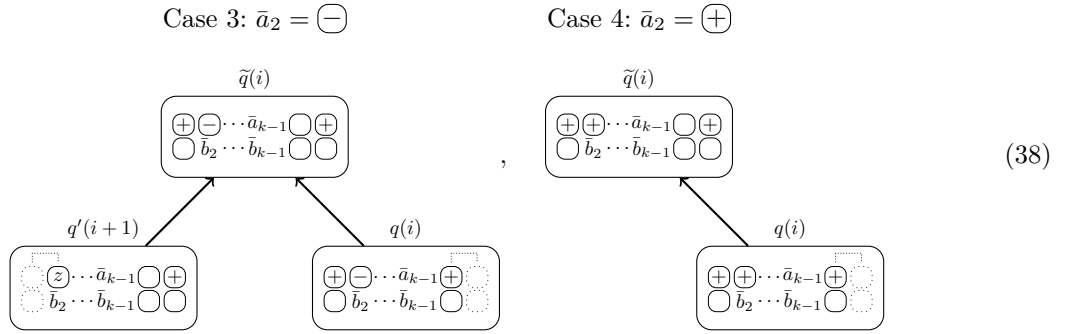 Case 3: ā₂ = ⊟ Case 4: ā₂ = ⊞
q̃(i) q̃(i)
+ − ⋯ ā_{k−1} + + + ⋯ ā_{k−1} +
b̄₂ ⋯ b̄_{k−1} , b̄₂ ⋯ b̄_{k−1} (38)
q′(i + 1) q(i) q(i)
z ⋯ ā_{k−1} + + − ⋯ ā_{k−1} + + + ⋯ ā_{k−1} +
b̄₂ ⋯ b̄_{k−1} b̄₂ ⋯ b̄_{k−1} b̄₂ ⋯ b̄_{k−1}